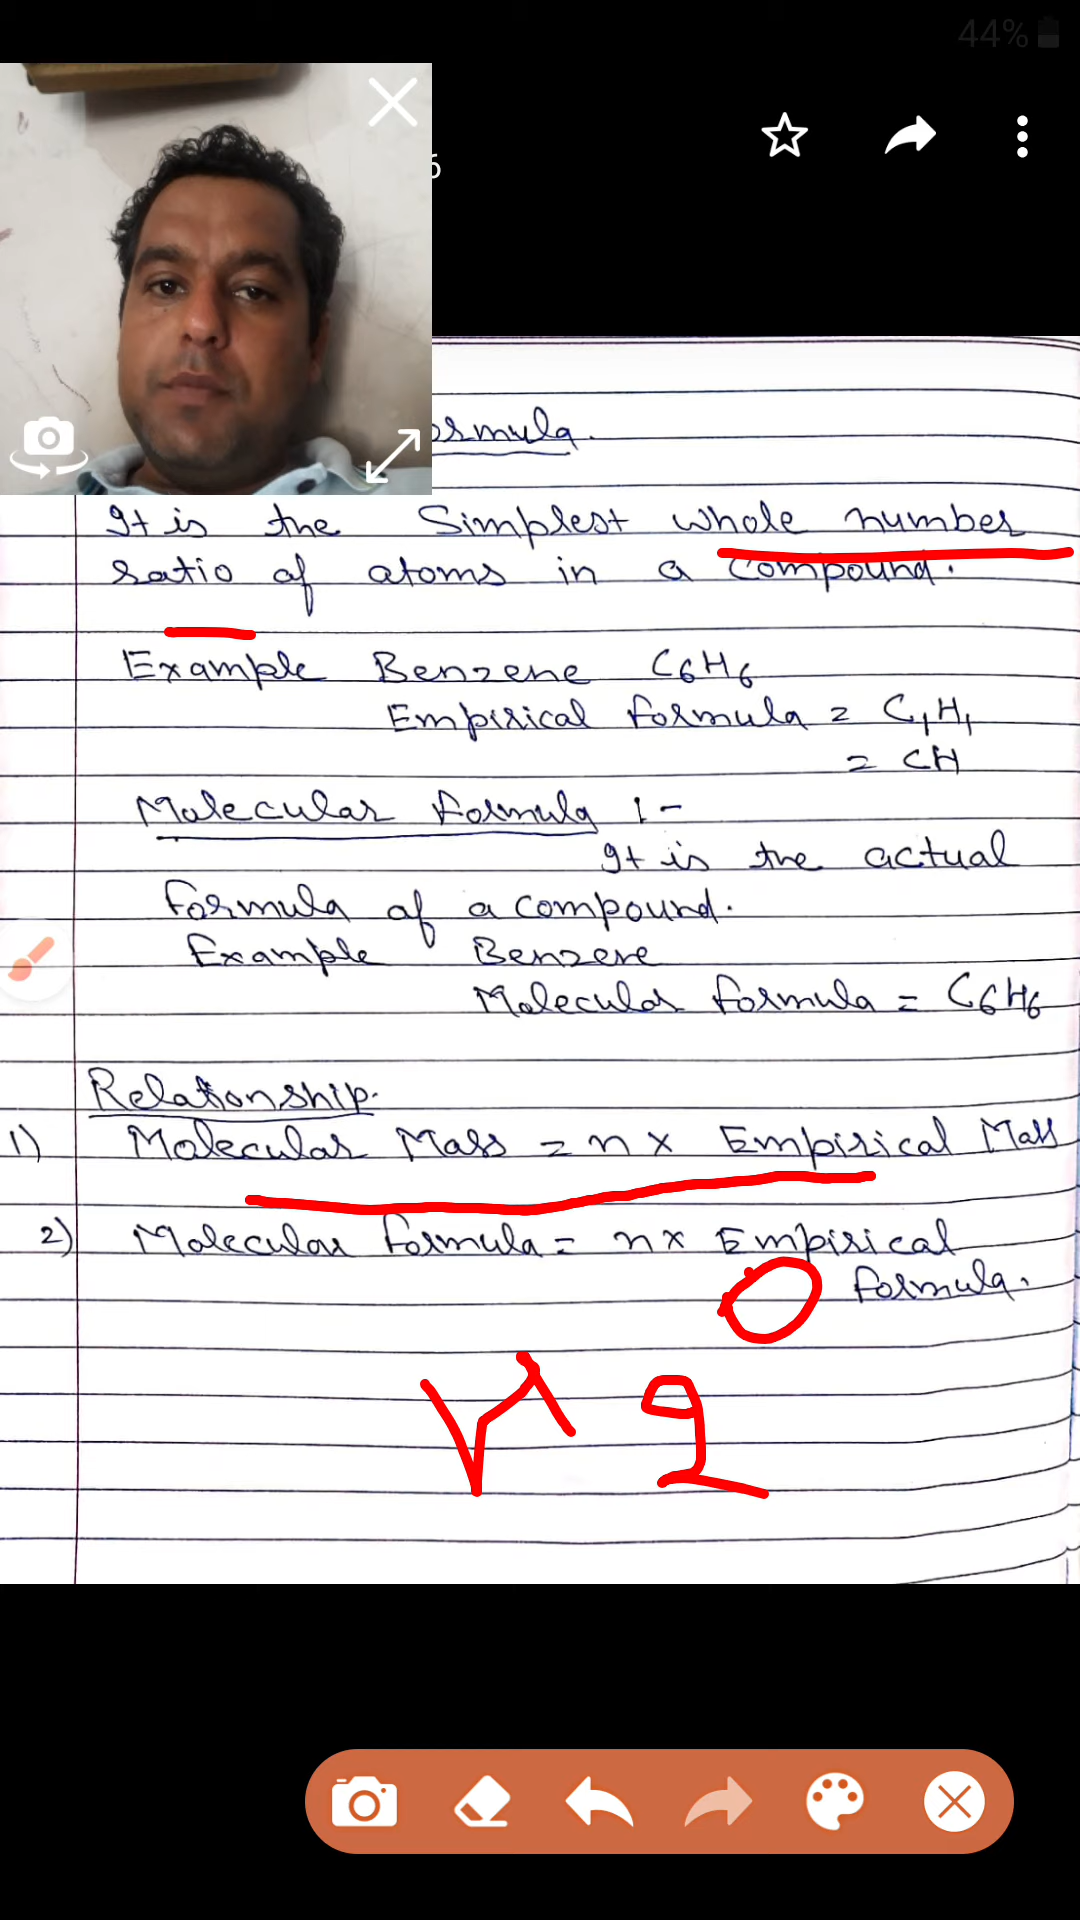 44%
6
ormula.
It is the Simplest whole number
ratio of atoms in a compound.
Example Benzene C6H6
Empirical formula = C1H1
= CH
Molecular Formula :-
It is the actual
formula of a compound.
Example Benzene
Molecular formula = C6H6
Relationship.
1) Molecular Mass = n x Empirical Mass
2) Molecular formula = n x Empirical
formula.